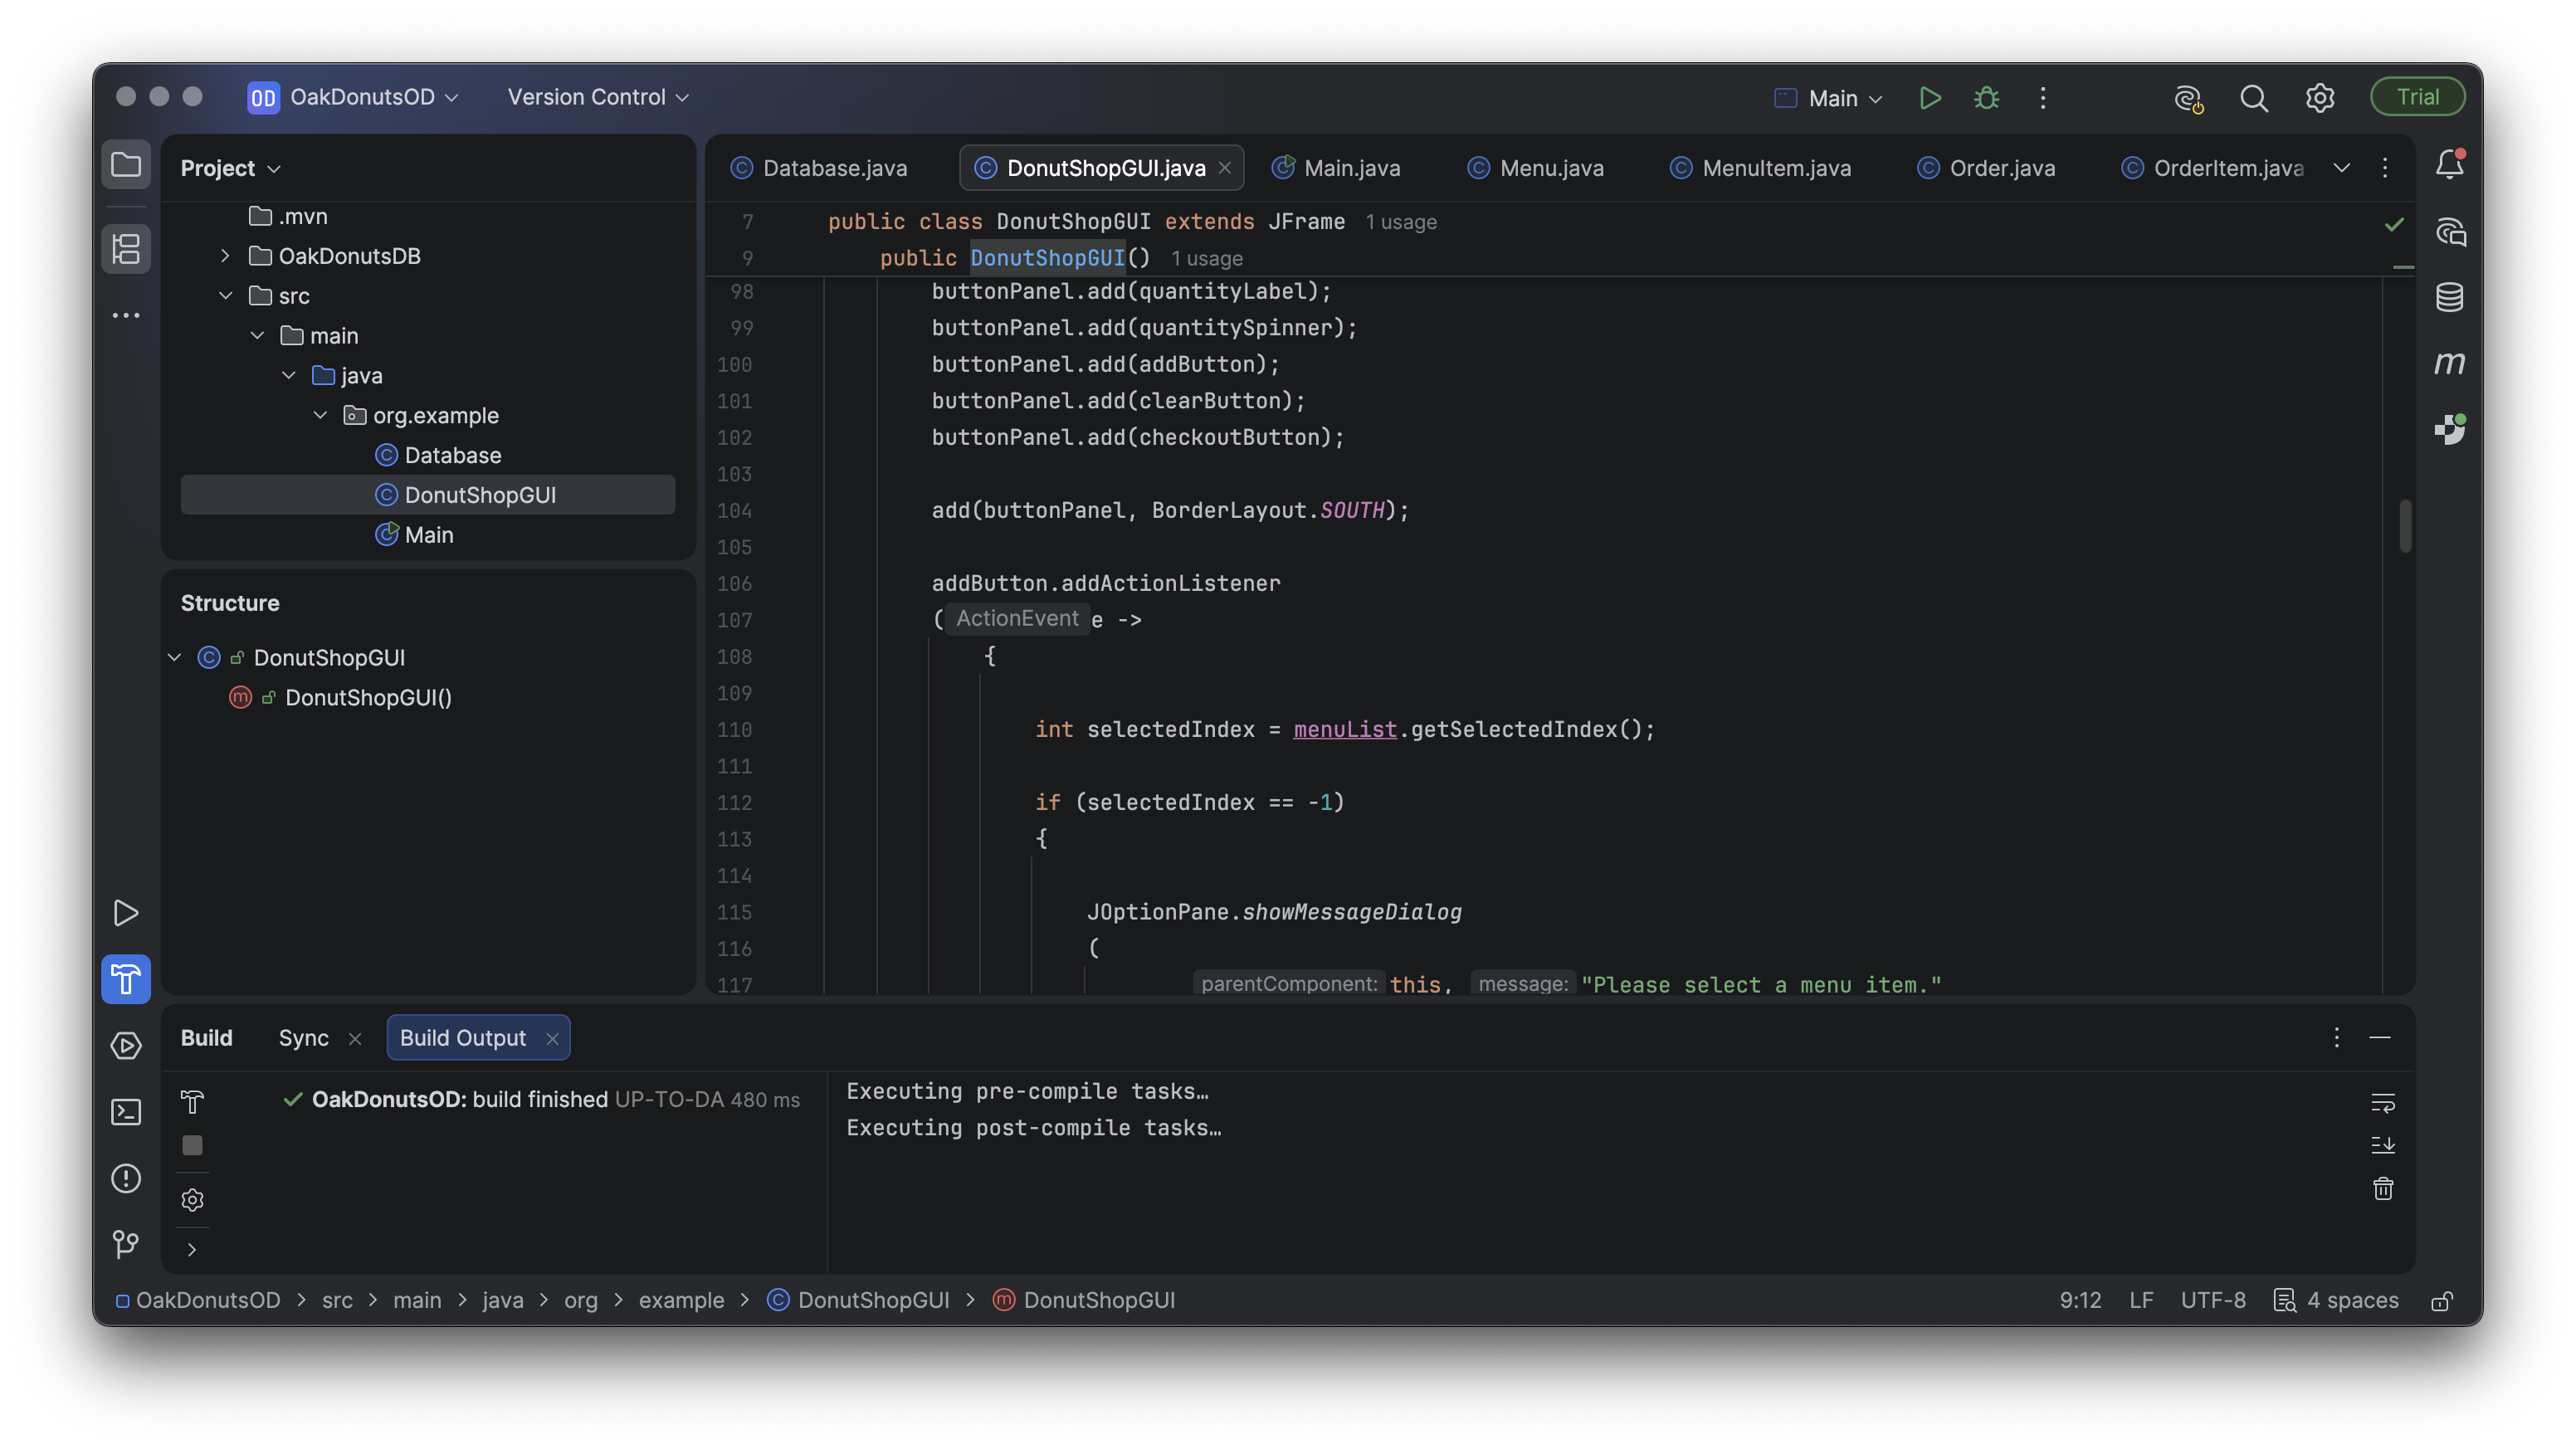 OD OakDonutsOD Version Control Main Trial
Project
.mvn
OakDonutsDB
src
main
java
org.example
Database
DonutShopGUI
Main
Structure
DonutShopGUI
DonutShopGUI()
Database.java DonutShopGUI.java Main.java Menu.java MenuItem.java Order.java OrderItem.java
7 public class DonutShopGUI extends JFrame 1 usage
9 public DonutShopGUI() 1 usage
98 buttonPanel.add(quantityLabel);
99 buttonPanel.add(quantitySpinner);
100 buttonPanel.add(addButton);
101 buttonPanel.add(clearButton);
102 buttonPanel.add(checkoutButton);
103
104 add(buttonPanel, BorderLayout.SOUTH);
105
106 addButton.addActionListener
107 ( ActionEvent e ->
108 {
109
110 int selectedIndex = menuList.getSelectedIndex();
111
112 if (selectedIndex == -1)
113 {
114
115 JOptionPane.showMessageDialog
116 (
117 parentComponent: this, message: "Please select a menu item."
Build Sync Build Output
OakDonutsOD: build finished UP-TO-DA 480 ms
Executing pre-compile tasks…
Executing post-compile tasks…
OakDonutsOD > src > main > java > org > example > DonutShopGUI > DonutShopGUI 9:12 LF UTF-8 4 spaces